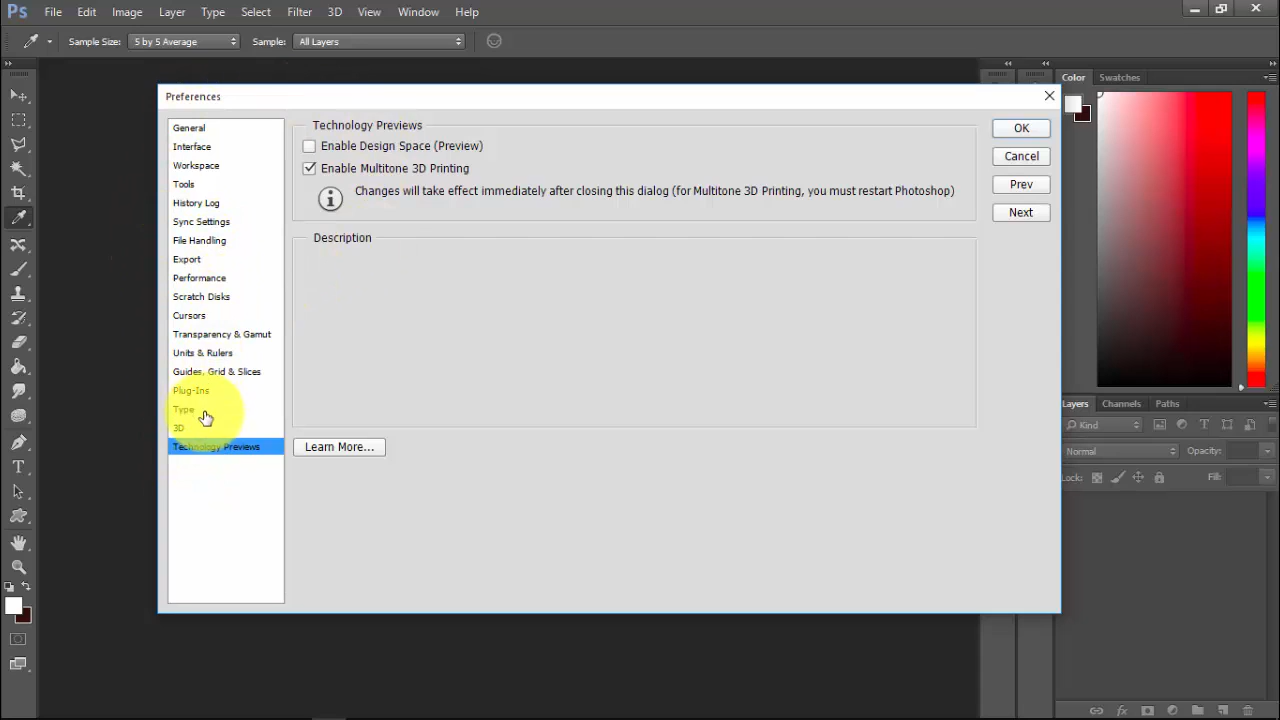 Ps File Edit Image Layer Type Select Filter 3D View Window Help
Sample Size: 5 by 5 Average Sample: All Layers
Color Swatches
Preferences
General
Interface
Workspace
Tools
History Log
Sync Settings
File Handling
Export
Performance
Scratch Disks
Cursors
Transparency & Gamut
Units & Rulers
Guides, Grid & Slices
Plug-Ins
Type
3D
Technology Previews
Technology Previews
Enable Design Space (Preview)
Enable Multitone 3D Printing
Changes will take effect immediately after closing this dialog (for Multitone 3D Printing, you must restart Photoshop)
Description
Learn More...
OK
Cancel
Prev
Next
Layers Channels Paths
Kind
Normal Opacity:
Lock: Fill: